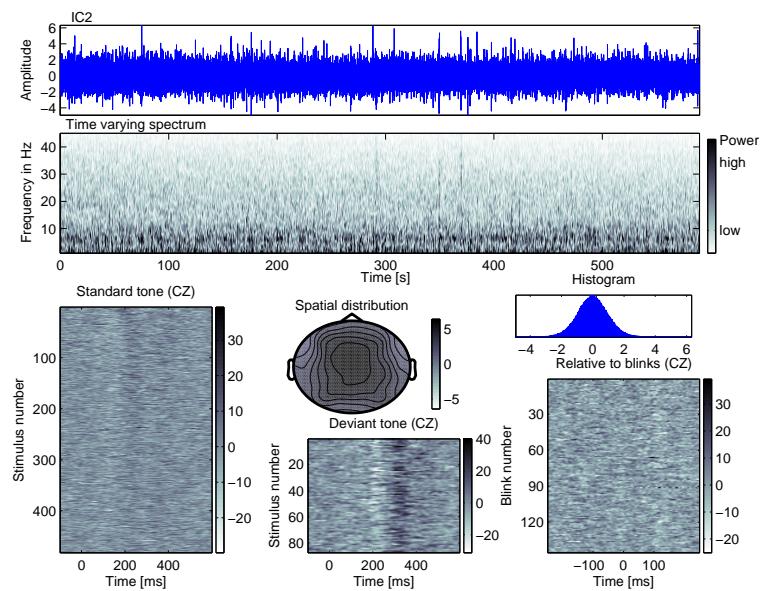 IC2
Amplitude
6
4
2
0
−2
−4
Time varying spectrum
Frequency in Hz
40
30
20
10
Power
high
low
0 100 200 300 400 500
Time [s]
Standard tone (CZ)
Stimulus number
100
200
300
400
0 200 400
Time [ms]
30
20
10
0
−10
−20
Spatial distribution
5
0
−5
Deviant tone (CZ)
Stimulus number
20
40
60
80
0 200 400
Time [ms]
40
20
0
−20
Histogram
−4 −2 0 2 4 6
Relative to blinks (CZ)
Blink number
30
60
90
120
−100 0 100
Time [ms]
30
20
10
0
−10
−20